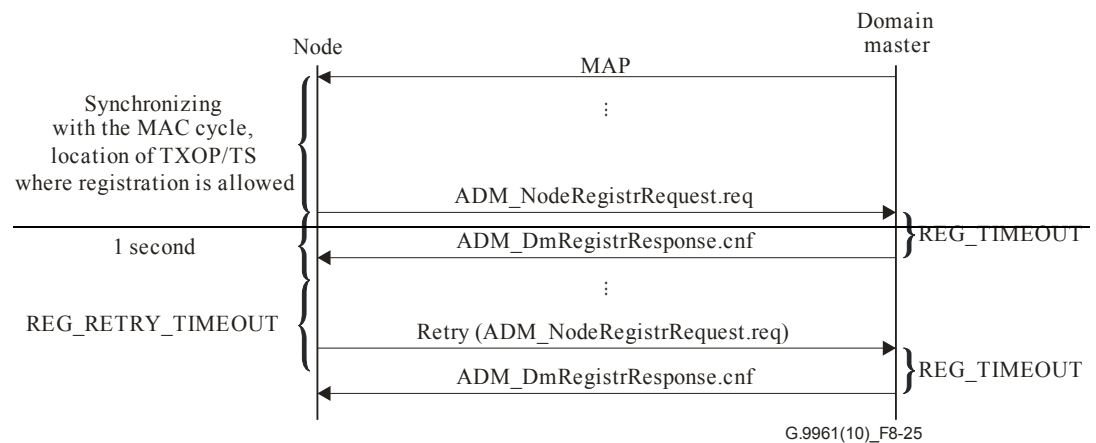 Node
Domain
master
MAP
⋮
Synchronizing
with the MAC cycle,
location of TXOP/TS
where registration is allowed
ADM_NodeRegistrRequest.req
REG_TIMEOUT
1 second
ADM_DmRegistrResponse.cnf
⋮
REG_RETRY_TIMEOUT
Retry (ADM_NodeRegistrRequest.req)
REG_TIMEOUT
ADM_DmRegistrResponse.cnf
G.9961(10)_F8-25